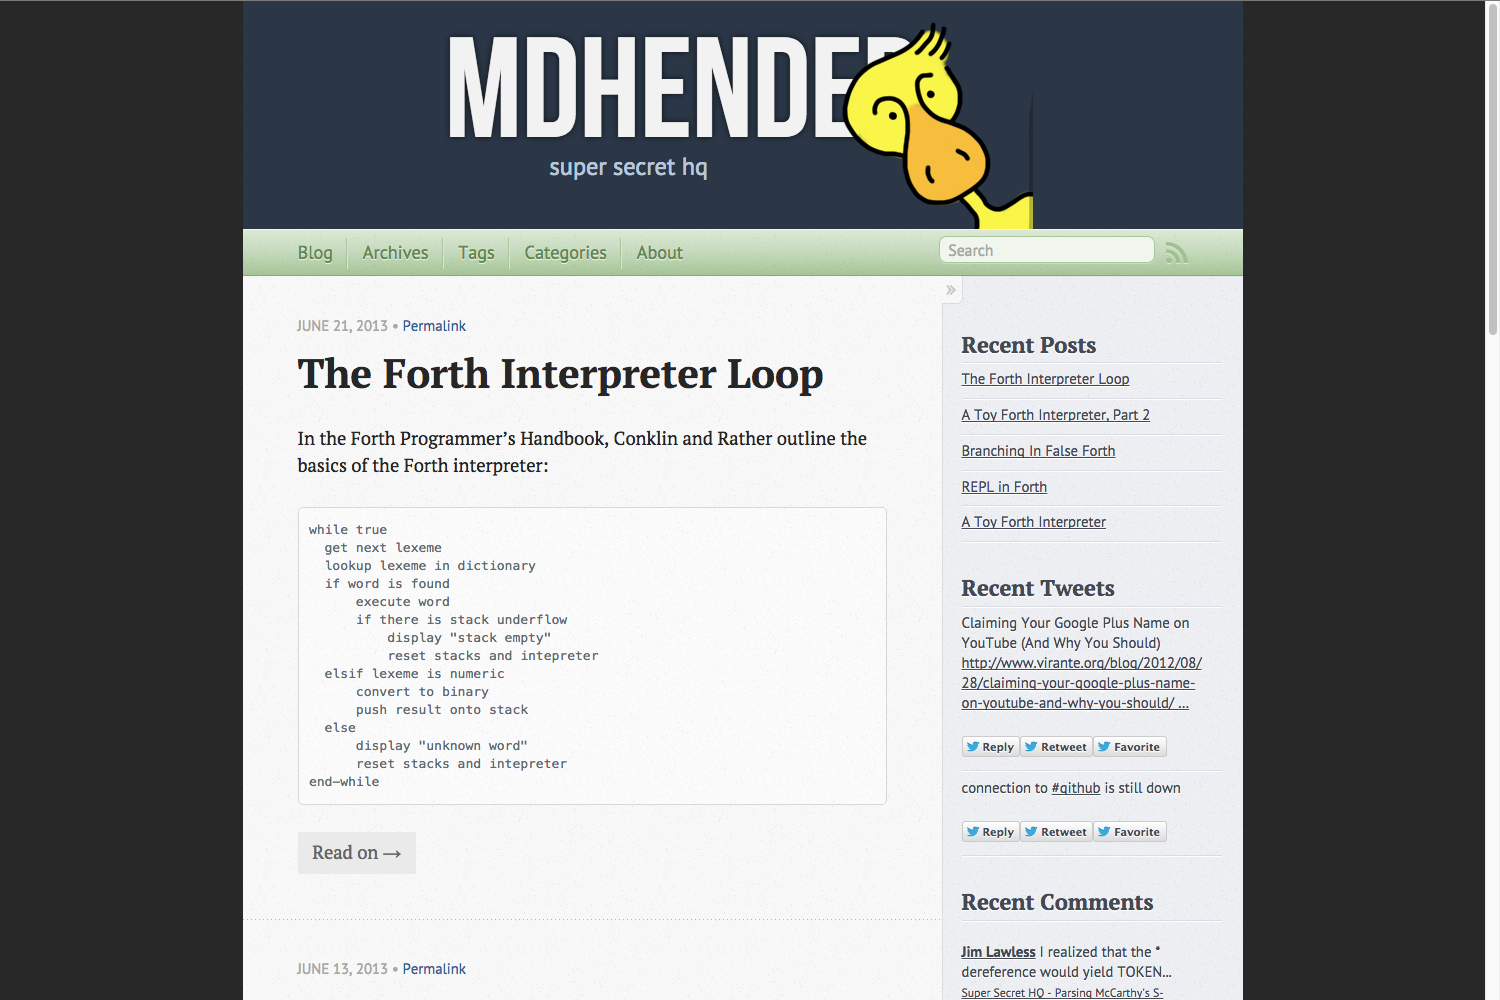 MDHENDER
super secret hq
Blog
Archives
Tags
Categories
About
Search
JUNE 21, 2013 • Permalink
The Forth Interpreter Loop
In the Forth Programmer’s Handbook, Conklin and Rather outline the
basics of the Forth interpreter:
while true
get next lexeme
lookup lexeme in dictionary
if word is found
execute word
if there is stack underflow
display "stack empty"
reset stacks and intepreter
elsif lexeme is numeric
convert to binary
push result onto stack
else
display "unknown word"
reset stacks and intepreter
end–while
Read on →
JUNE 13, 2013 • Permalink
»
Recent Posts
The Forth Interpreter Loop
A Toy Forth Interpreter, Part 2
Branching In False Forth
REPL in Forth
A Toy Forth Interpreter
Recent Tweets
Claiming Your Google Plus Name on
YouTube (And Why You Should)
http://www.virante.org/blog/2012/08/
28/claiming-your-google-plus-name-
on-youtube-and-why-you-should/ ...
Reply Retweet Favorite
connection to #github is still down
Reply Retweet Favorite
Recent Comments
Jim Lawless I realized that the *
dereference would yield TOKEN...
Super Secret HQ - Parsing McCarthy's S-